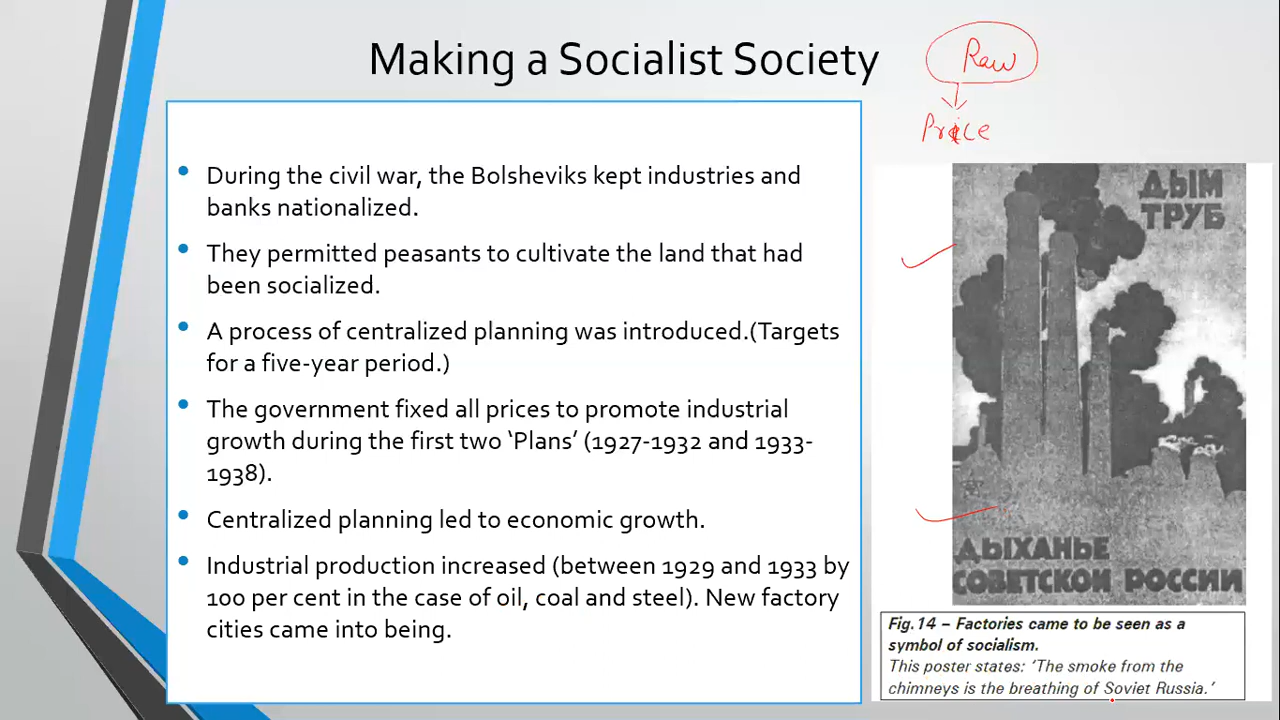 Making a Socialist Society
Raw
Price
• During the civil war, the Bolsheviks kept industries and
banks nationalized.
• They permitted peasants to cultivate the land that had
been socialized.
• A process of centralized planning was introduced.(Targets
for a five-year period.)
• The government fixed all prices to promote industrial
growth during the first two ‘Plans’ (1927-1932 and 1933-
1938).
• Centralized planning led to economic growth.
• Industrial production increased (between 1929 and 1933 by
100 per cent in the case of oil, coal and steel). New factory
cities came into being.
ДЫМ
ТРУБ
ДЫХАНЬЕ
СОВЕТСКОЙ РОССИИ
Fig.14 – Factories came to be seen as a
symbol of socialism.
This poster states: ‘The smoke from the
chimneys is the breathing of Soviet Russia.’